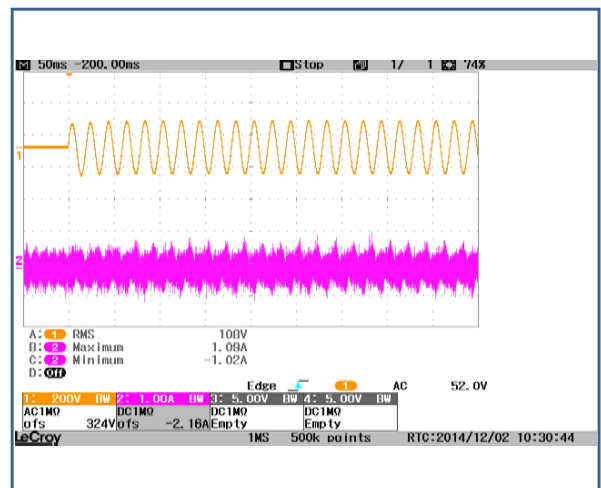 M 50ms -200.00ms Stop 1/ 1 74%
1
2
A: 1 RMS 108V
B: 2 Maximum 1.09A
C: 2 Minimum -1.02A
D: Off
Edge 1 AC 52.0V
1: 200V BW 2: 1.00A BW 3: 5.00V BW 4: 5.00V BW
AC1MΩ DC1MΩ DC1MΩ DC1MΩ
ofs 324V ofs -2.16A Empty Empty
LeCroy 1MS 500k points RTC:2014/12/02 10:30:44